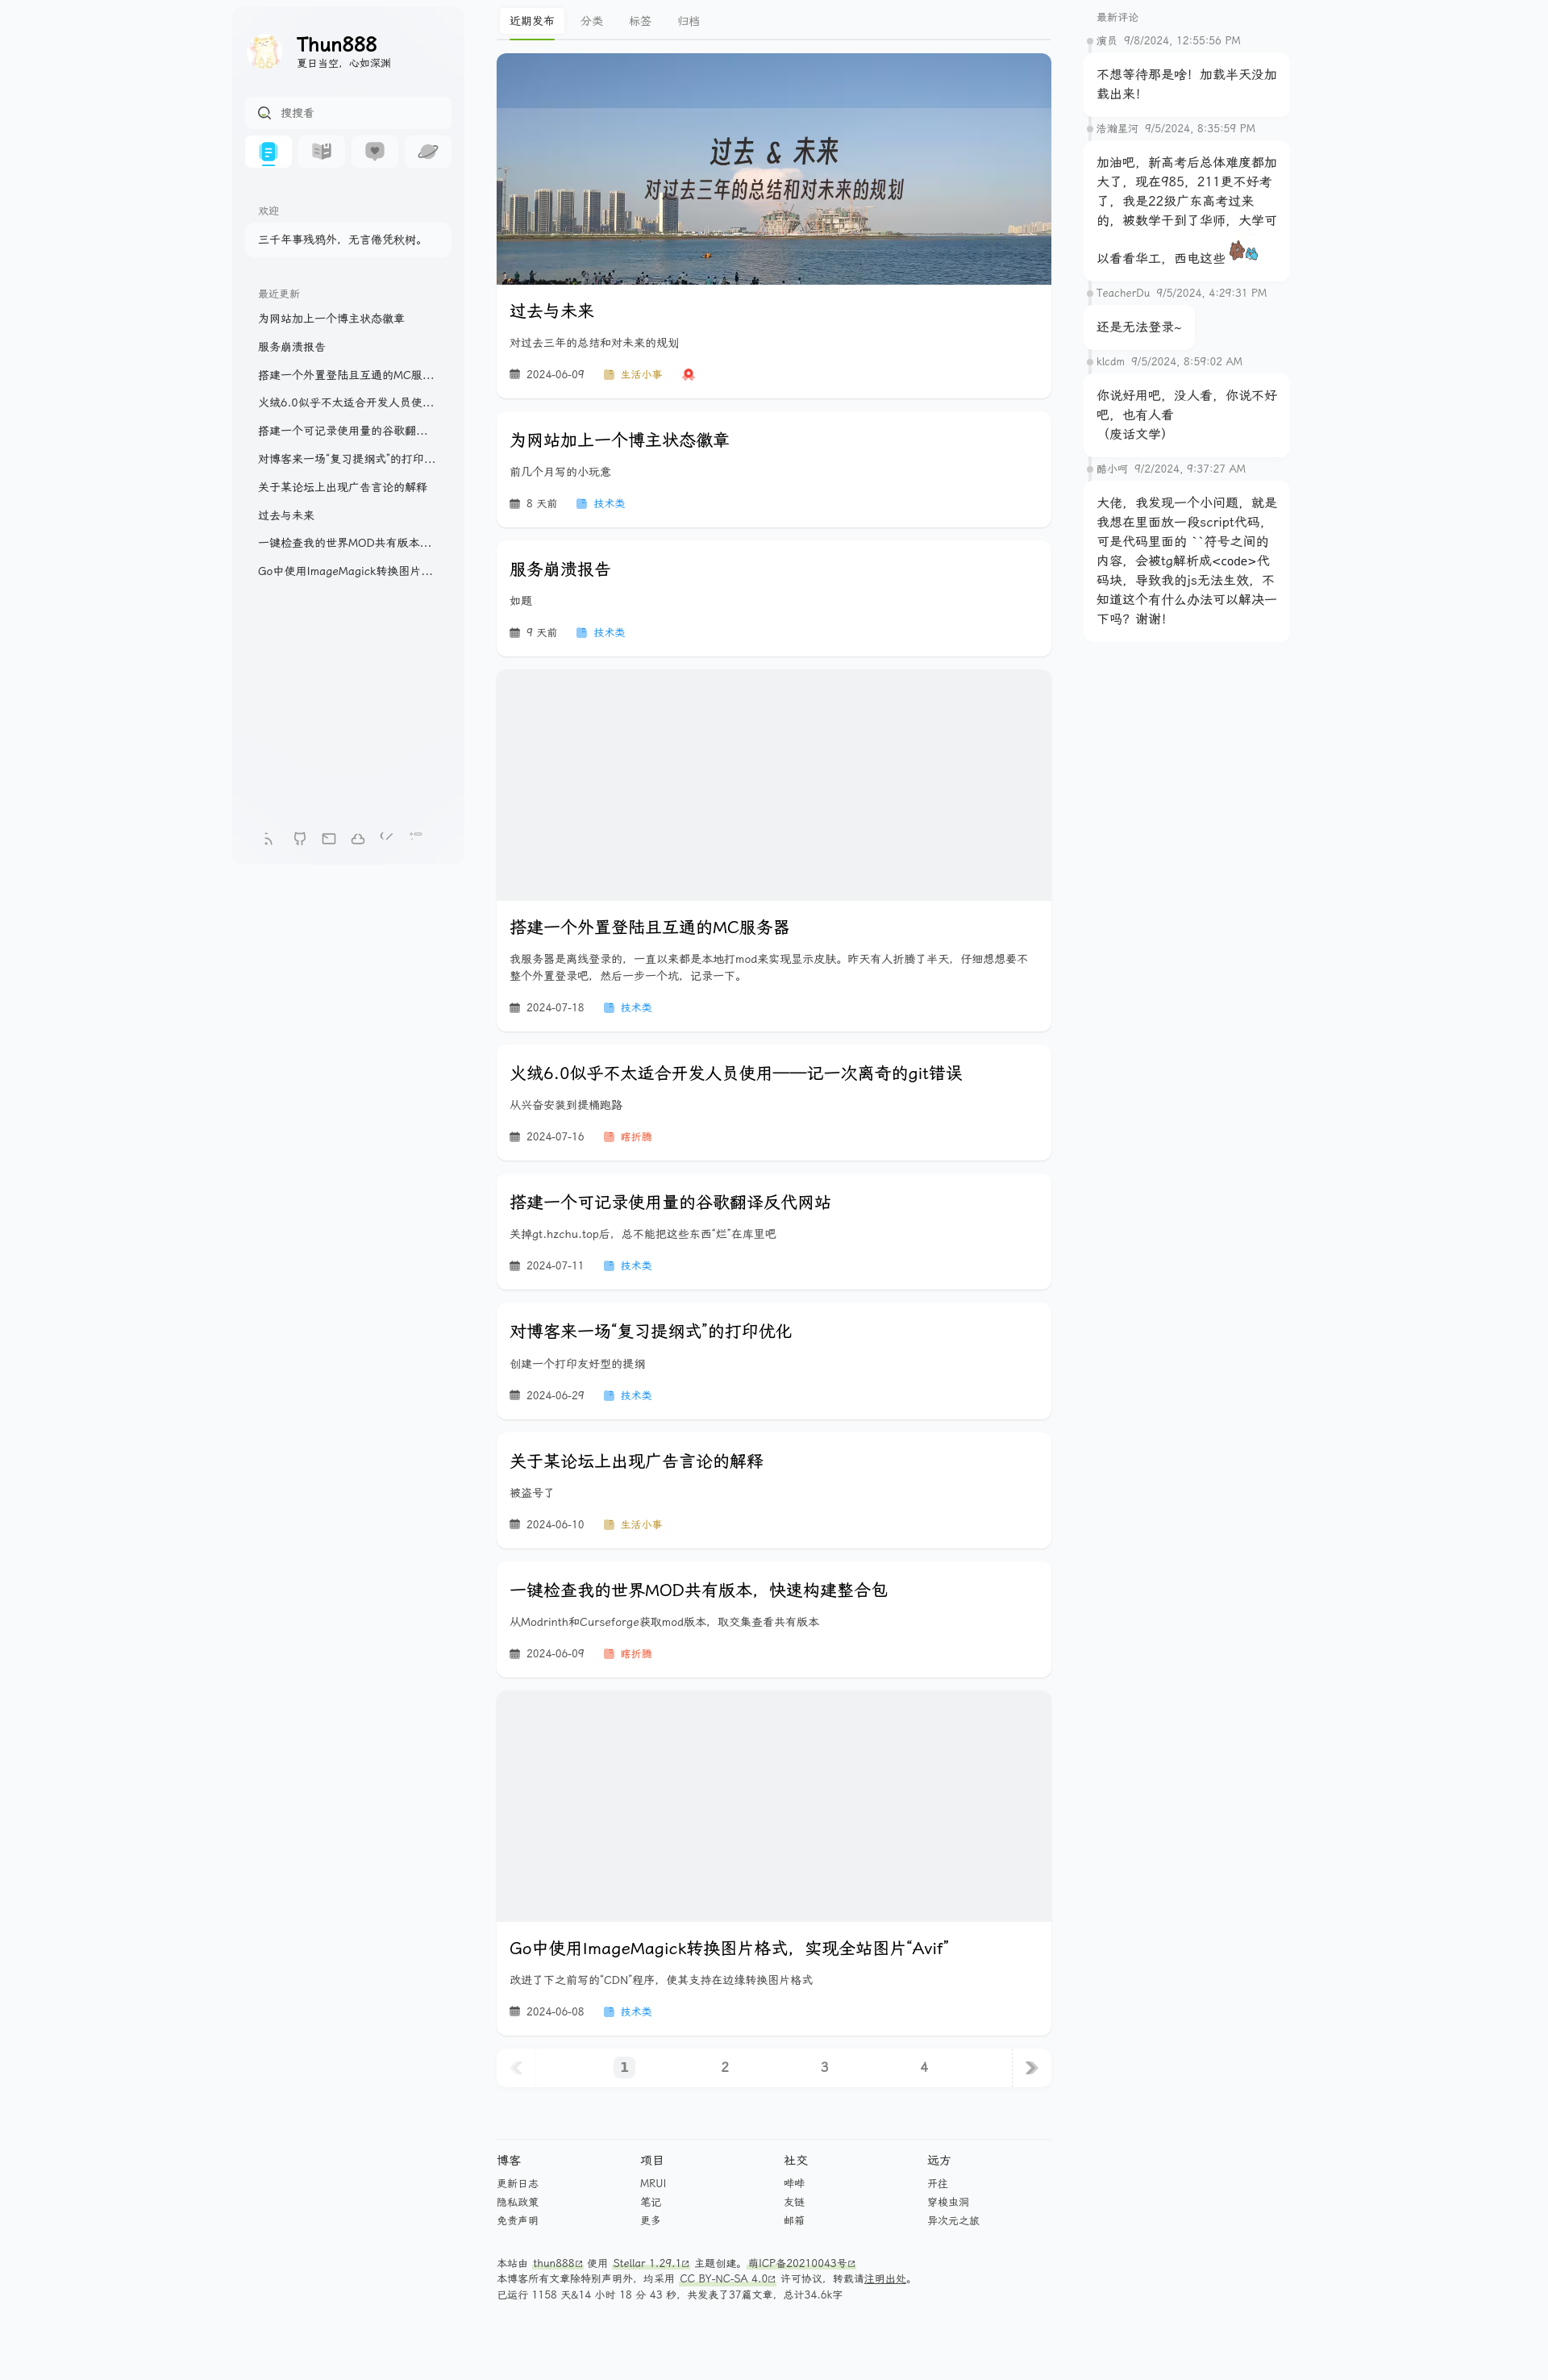 Thun888
夏日当空，心如深渊
搜搜看
欢迎
三千年事残鸦外，无言倦凭秋树。
最近更新
为网站加上一个博主状态徽章
服务崩溃报告
搭建一个外置登陆且互通的MC服...
火绒6.0似乎不太适合开发人员使...
搭建一个可记录使用量的谷歌翻...
对博客来一场“复习提纲式”的打印...
关于某论坛上出现广告言论的解释
过去与未来
一键检查我的世界MOD共有版本...
Go中使用ImageMagick转换图片...
近期发布 分类 标签 归档
过去 & 未来
对过去三年的总结和对未来的规划
过去与未来
对过去三年的总结和对未来的规划
2024-06-09 生活小事
为网站加上一个博主状态徽章
前几个月写的小玩意
8 天前 技术类
服务崩溃报告
如题
9 天前 技术类
搭建一个外置登陆且互通的MC服务器
我服务器是离线登录的，一直以来都是本地打mod来实现显示皮肤。昨天有人折腾了半天，仔细想想要不
整个外置登录吧，然后一步一个坑，记录一下。
2024-07-18 技术类
火绒6.0似乎不太适合开发人员使用——记一次离奇的git错误
从兴奋安装到提桶跑路
2024-07-16 瞎折腾
搭建一个可记录使用量的谷歌翻译反代网站
关掉gt.hzchu.top后，总不能把这些东西“烂”在库里吧
2024-07-11 技术类
对博客来一场“复习提纲式”的打印优化
创建一个打印友好型的提纲
2024-06-29 技术类
关于某论坛上出现广告言论的解释
被盗号了
2024-06-10 生活小事
一键检查我的世界MOD共有版本，快速构建整合包
从Modrinth和Curseforge获取mod版本，取交集查看共有版本
2024-06-09 瞎折腾
Go中使用ImageMagick转换图片格式，实现全站图片“Avif”
改进了下之前写的“CDN”程序，使其支持在边缘转换图片格式
2024-06-08 技术类
1 2 3 4
博客 项目 社交 远方
更新日志 MRUI 哔哔 开往
隐私政策 笔记 友链 穿梭虫洞
免责声明 更多 邮箱 异次元之旅
本站由 thun888 使用 Stellar 1.29.1 主题创建。萌ICP备20210043号
本博客所有文章除特别声明外，均采用 CC BY-NC-SA 4.0 许可协议，转载请注明出处。
已运行 1158 天&14 小时 18 分 43 秒，共发表了37篇文章，总计34.6k字
最新评论
演员 9/8/2024, 12:55:56 PM
不想等待那是啥！加载半天没加
载出来！
浩瀚星河 9/5/2024, 8:35:59 PM
加油吧，新高考后总体难度都加
大了，现在985，211更不好考
了，我是22级广东高考过来
的，被数学干到了华师，大学可
以看看华工，西电这些
TeacherDu 9/5/2024, 4:29:31 PM
还是无法登录~
klcdm 9/5/2024, 8:59:02 AM
你说好用吧，没人看，你说不好
吧，也有人看
（废话文学）
酷小呵 9/2/2024, 9:37:27 AM
大佬，我发现一个小问题，就是
我想在里面放一段script代码，
可是代码里面的 ``符号之间的
内容，会被tg解析成<code>代
码块，导致我的js无法生效，不
知道这个有什么办法可以解决一
下吗？谢谢！